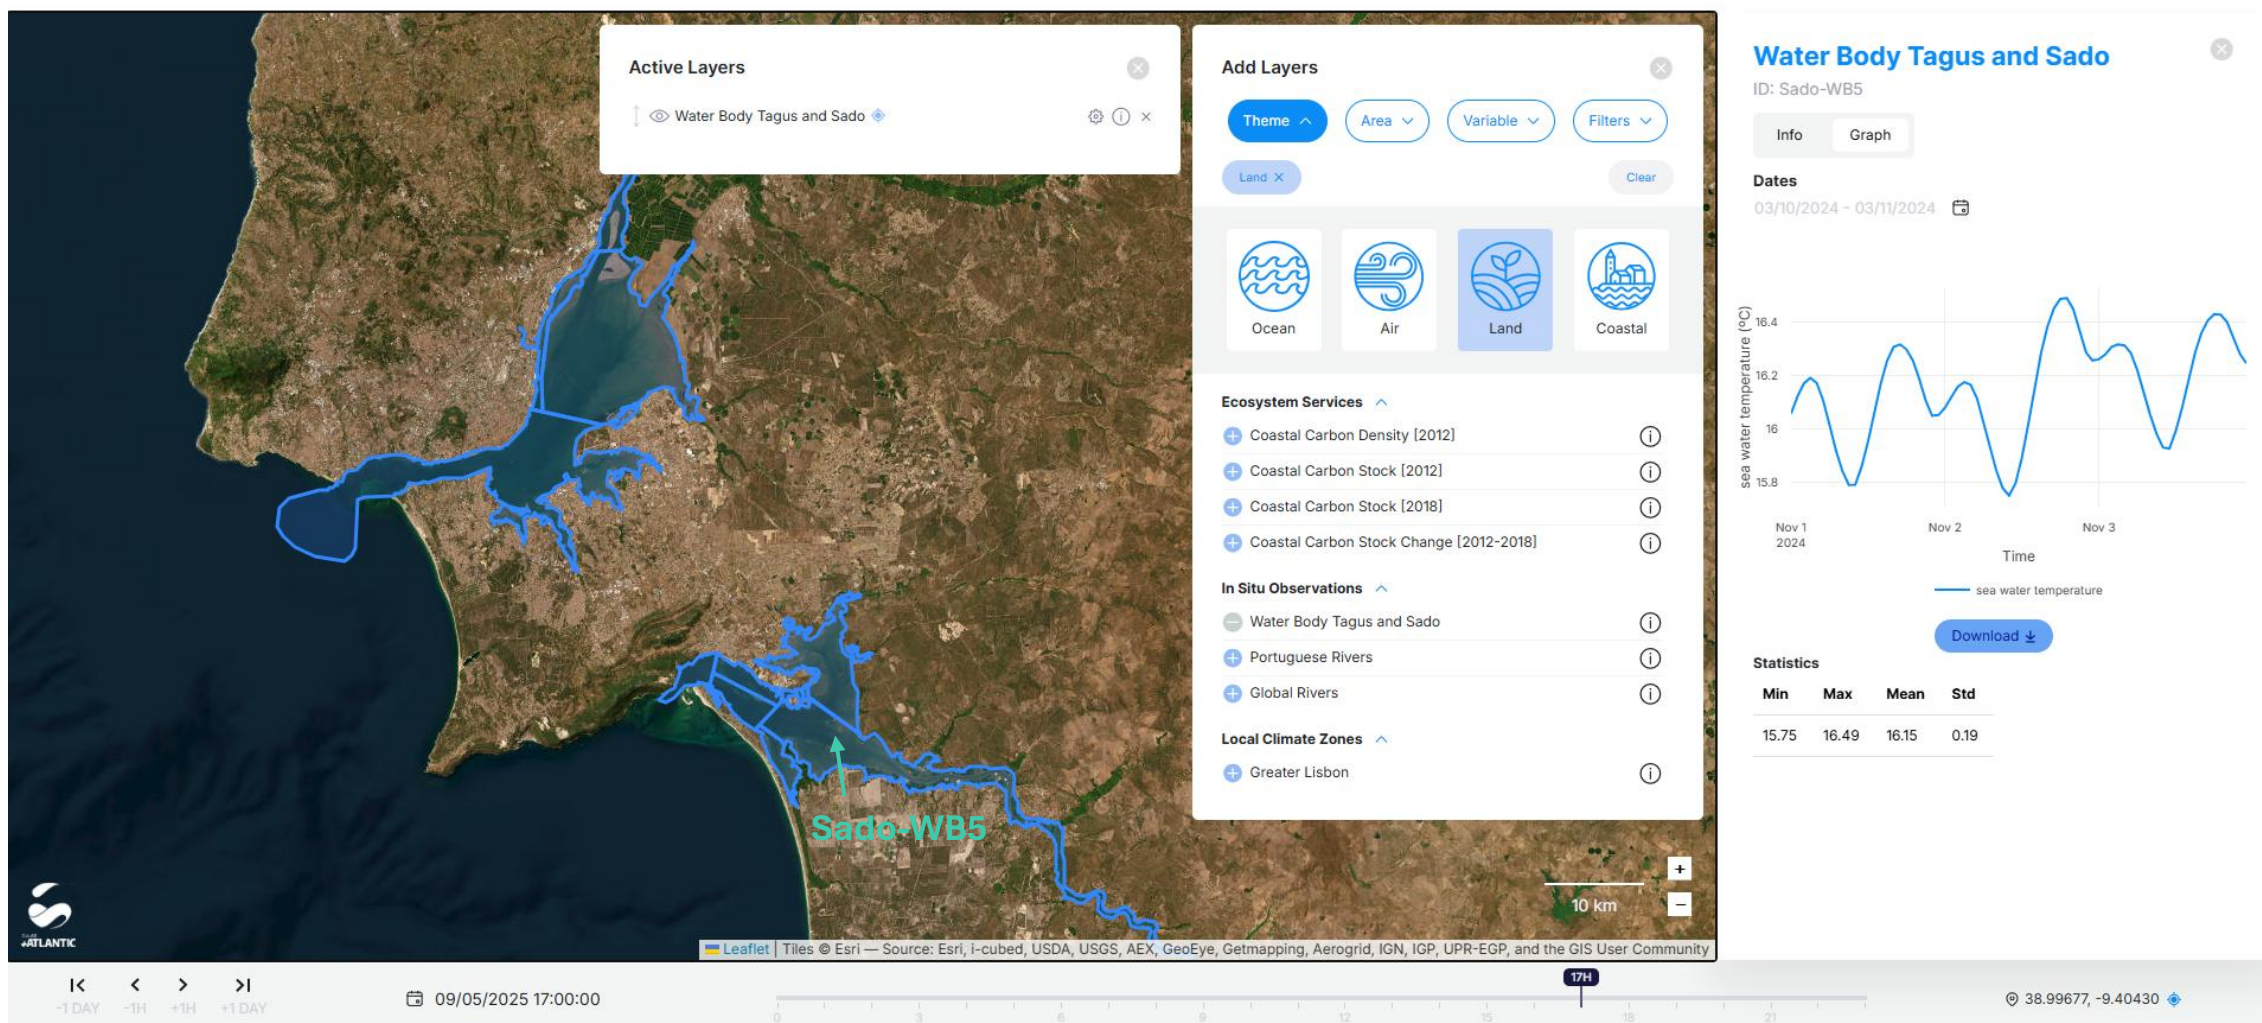 Active Layers
Water Body Tagus and Sado
Add Layers
Theme
Area
Variable
Filters
Land
Clear
Ocean
Air
Land
Coastal
Ecosystem Services
Coastal Carbon Density [2012]
Coastal Carbon Stock [2012]
Coastal Carbon Stock [2018]
Coastal Carbon Stock Change [2012-2018]
In Situ Observations
Water Body Tagus and Sado
Portuguese Rivers
Global Rivers
Local Climate Zones
Greater Lisbon
Sado-WB5
+
−
10 km
+ATLANTIC
Leaflet | Tiles © Esri — Source: Esri, i-cubed, USDA, USGS, AEX, GeoEye, Getmapping, Aerogrid, IGN, IGP, UPR-EGP, and the GIS User Community
Water Body Tagus and Sado
ID: Sado-WB5
Info
Graph
Dates
03/10/2024 - 03/11/2024
sea water temperature (ºC)
16.4
16.2
16
15.8
Nov 1
2024
Nov 2
Nov 3
Time
sea water temperature
Download
Statistics
Min Max Mean Std
15.75 16.49 16.15 0.19
-1 DAY
-1H
+1H
+1 DAY
09/05/2025 17:00:00
17H
0 3 6 9 12 15 18 21
38.99677, -9.40430